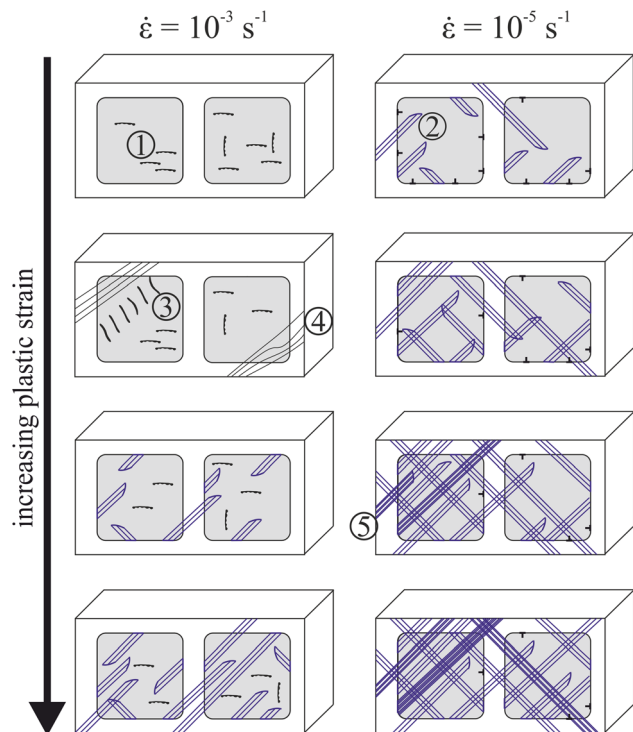 ε̇ = 10⁻³ s⁻¹
ε̇ = 10⁻⁵ s⁻¹
increasing plastic strain
①
②
③
④
⑤